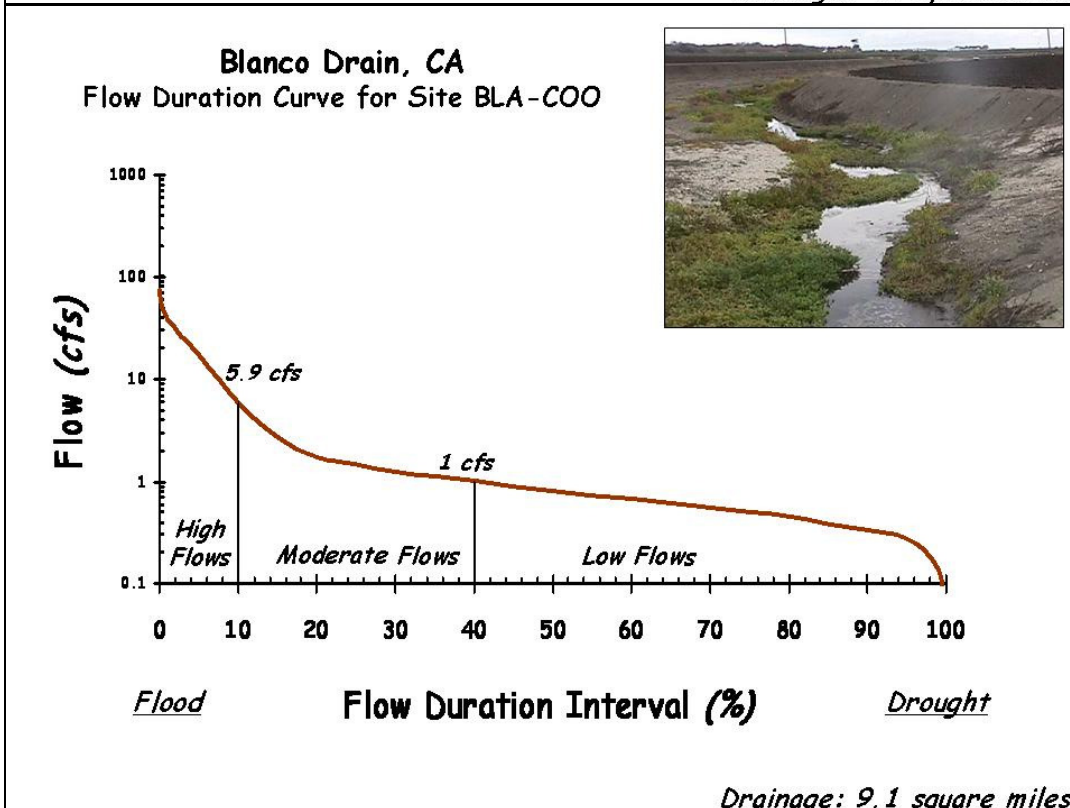 Blanco Drain, CA
Flow Duration Curve for Site BLA-COO
1000
100
10
1
0.1
Flow (cfs)
5.9 cfs
1 cfs
High
Flows
Moderate Flows
Low Flows
0 10 20 30 40 50 60 70 80 90 100
Flood
Flow Duration Interval (%)
Drought
Drainage: 9.1 square miles